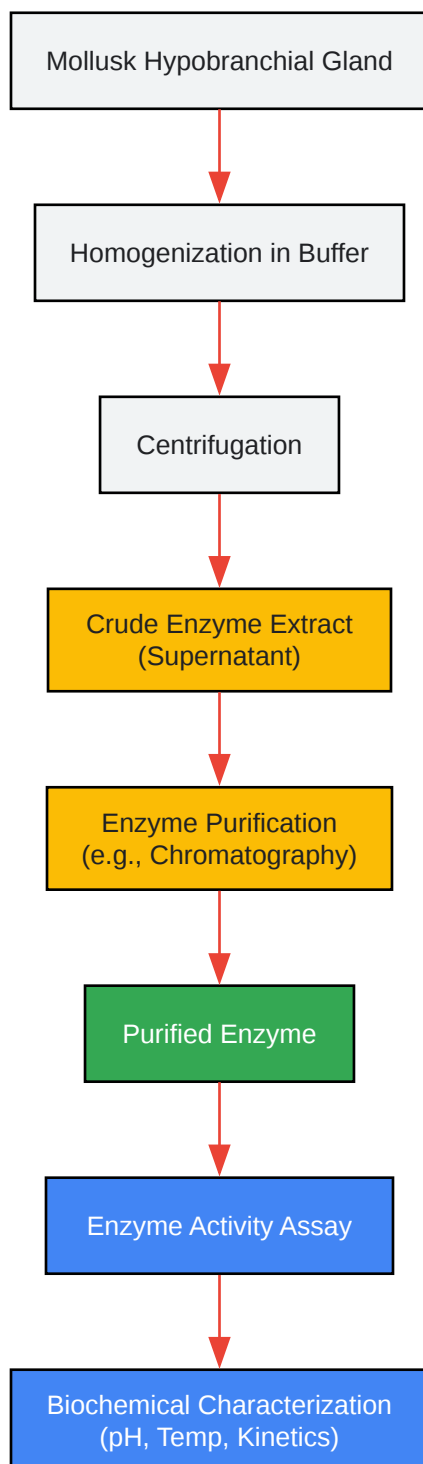 Mollusk Hypobranchial Gland
Homogenization in Buffer
Centrifugation
Crude Enzyme Extract
(Supernatant)
Enzyme Purification
(e.g., Chromatography)
Purified Enzyme
Enzyme Activity Assay
Biochemical Characterization
(pH, Temp, Kinetics)